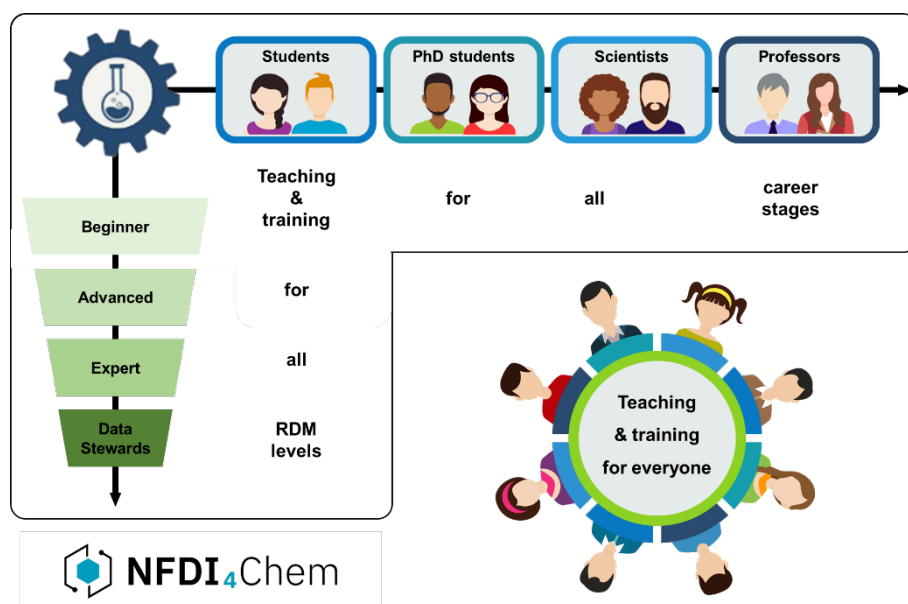 Students
PhD students
Scientists
Professors
Teaching
&
training
for
all
career
stages
Beginner
Advanced
for
Expert
all
Data
Stewards
RDM
levels
Teaching
& training
for everyone
NFDI4Chem